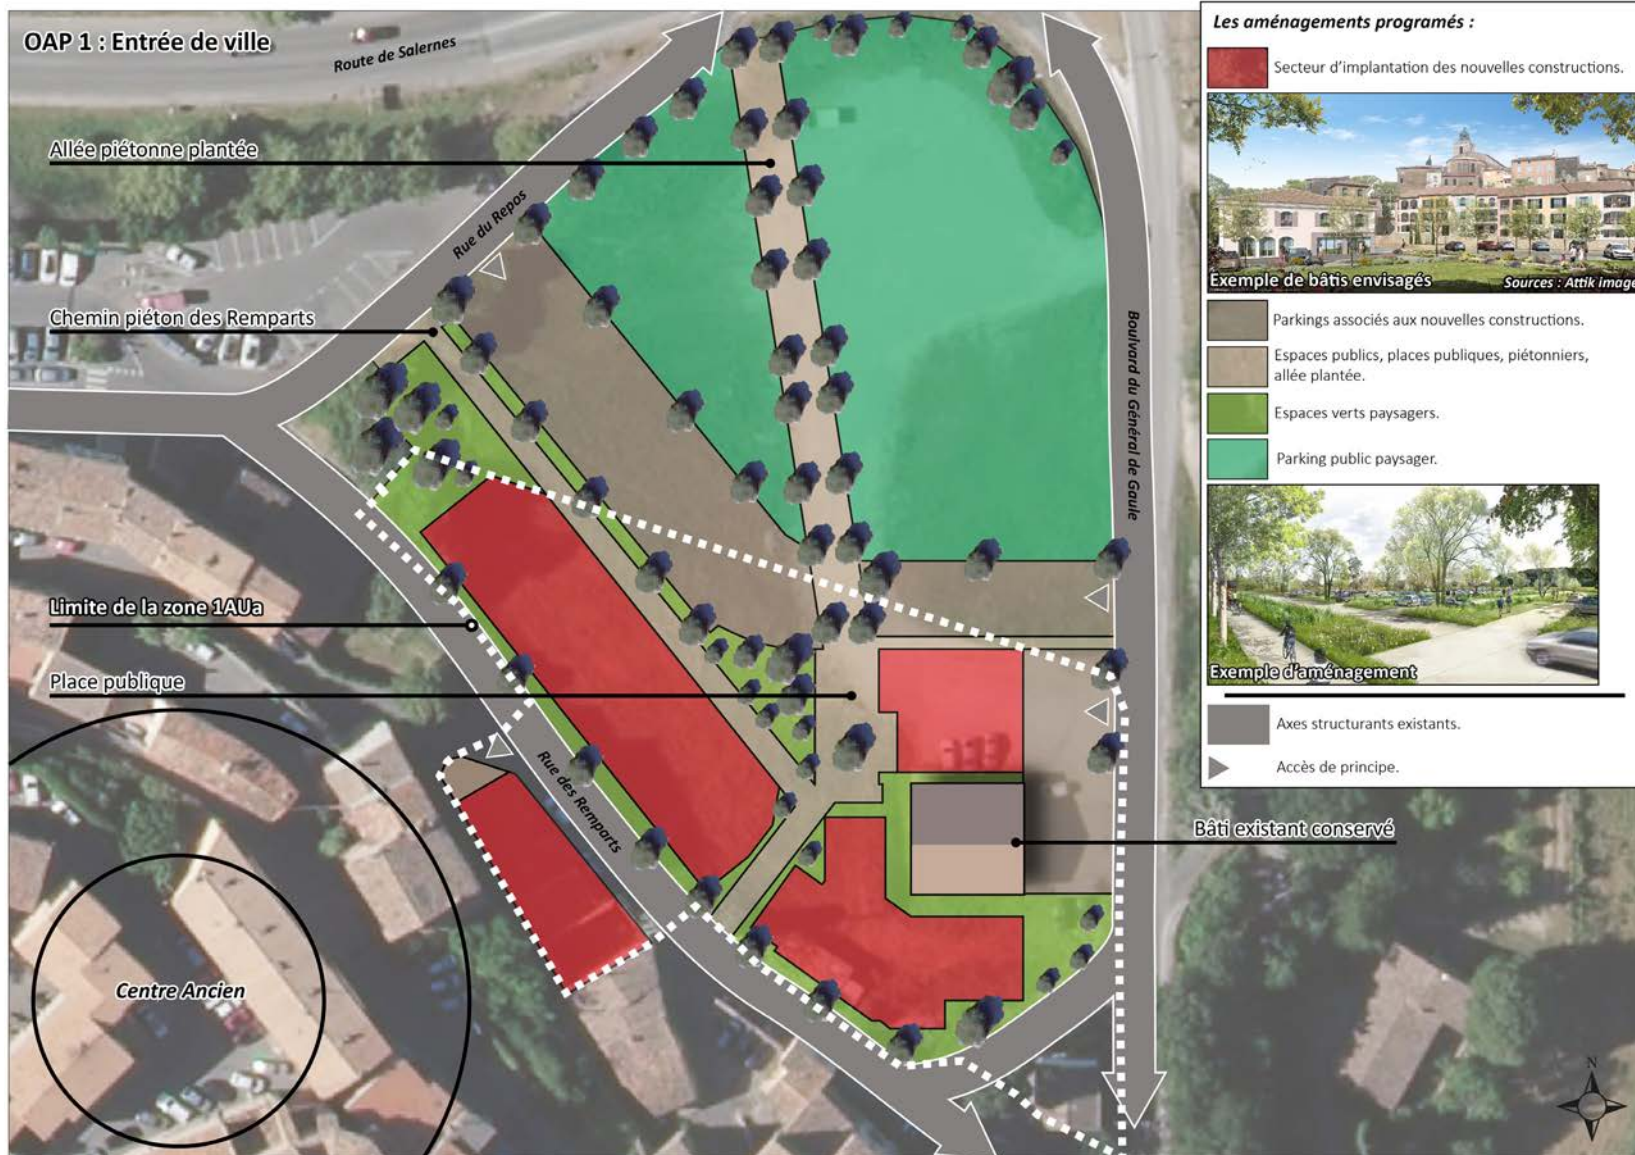 OAP 1 : Entrée de ville
Route de Salernes
Allée piétonne plantée
Rue du Repos
Chemin piéton des Remparts
Boulvard du Général de Gaule
Limite de la zone 1AUa
Place publique
Rue des Remparts
Bâti existant conservé
Centre Ancien
Les aménagements programés :
Secteur d'implantation des nouvelles constructions.
Exemple de bâtis envisagés
Sources : Attik image
Parkings associés aux nouvelles constructions.
Espaces publics, places publiques, piétonniers,
allée plantée.
Espaces verts paysagers.
Parking public paysager.
Exemple d'aménagement
Axes structurants existants.
Accès de principe.
N